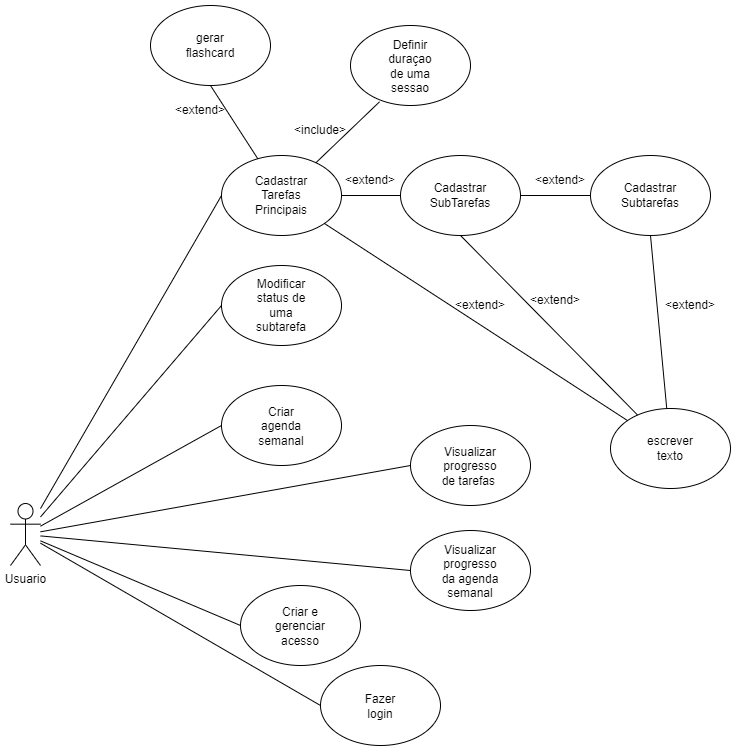 gerar
flashcard
Definir
duraçao
de uma
sessao
<extend>
<include>
Cadastrar
Tarefas
Principais
<extend>
Cadastrar
SubTarefas
<extend>
Cadastrar
Subtarefas
Modificar
status de
uma
subtarefa
<extend>
<extend>
<extend>
Criar
agenda
semanal
escrever
texto
Visualizar
progresso
de tarefas
Visualizar
progresso
da agenda
semanal
Usuario
Criar e
gerenciar
acesso
Fazer
login